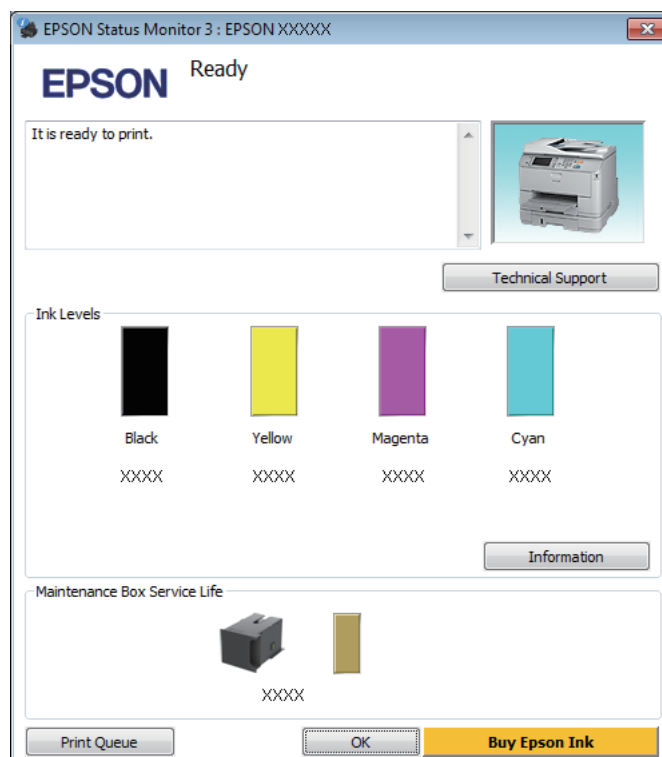 EPSON Status Monitor 3 : EPSON XXXXX
EPSON
Ready
It is ready to print.
Technical Support
Ink Levels
Black Yellow Magenta Cyan
XXXX XXXX XXXX XXXX
Information
Maintenance Box Service Life
XXXX
Print Queue OK Buy Epson Ink